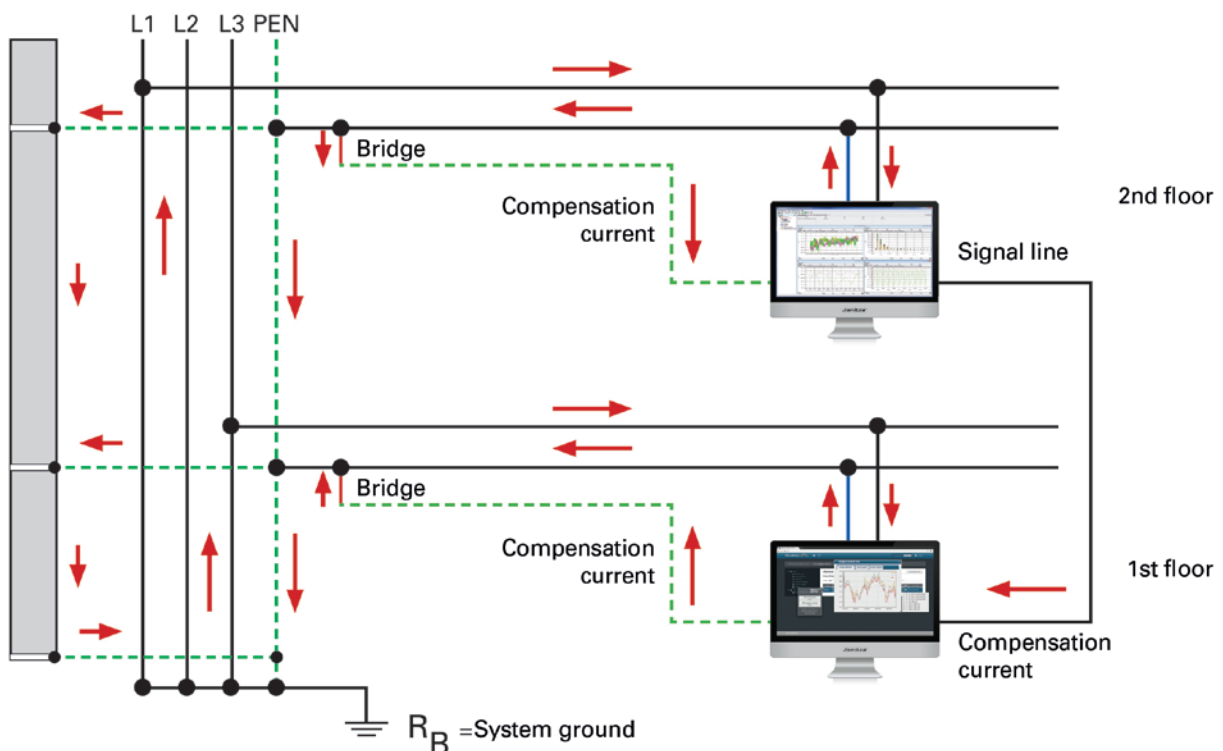 L1 L2 L3 PEN
Bridge
Compensation
current
2nd floor
Signal line
Bridge
Compensation
current
1st floor
Compensation
current
R_B =System ground